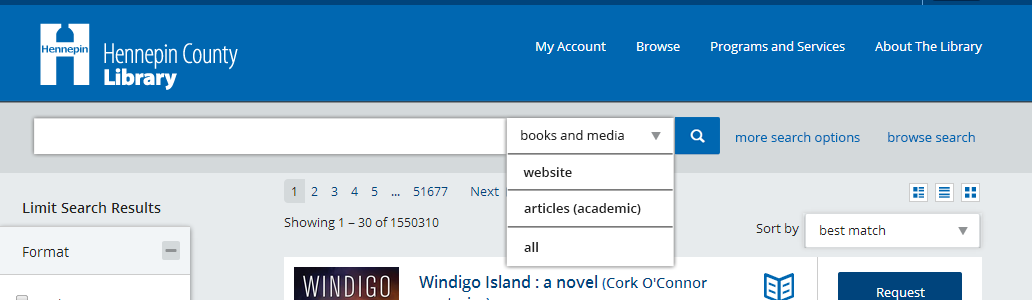 Hennepin
Hennepin County
Library
My Account Browse Programs and Services About The Library
books and media
more search options browse search
website
articles (academic)
all
1 2 3 4 5 ... 51677 Next
Showing 1 – 30 of 1550310
Sort by best match
Limit Search Results
Format
WINDIGO
Windigo Island : a novel (Cork O'Connor
Request